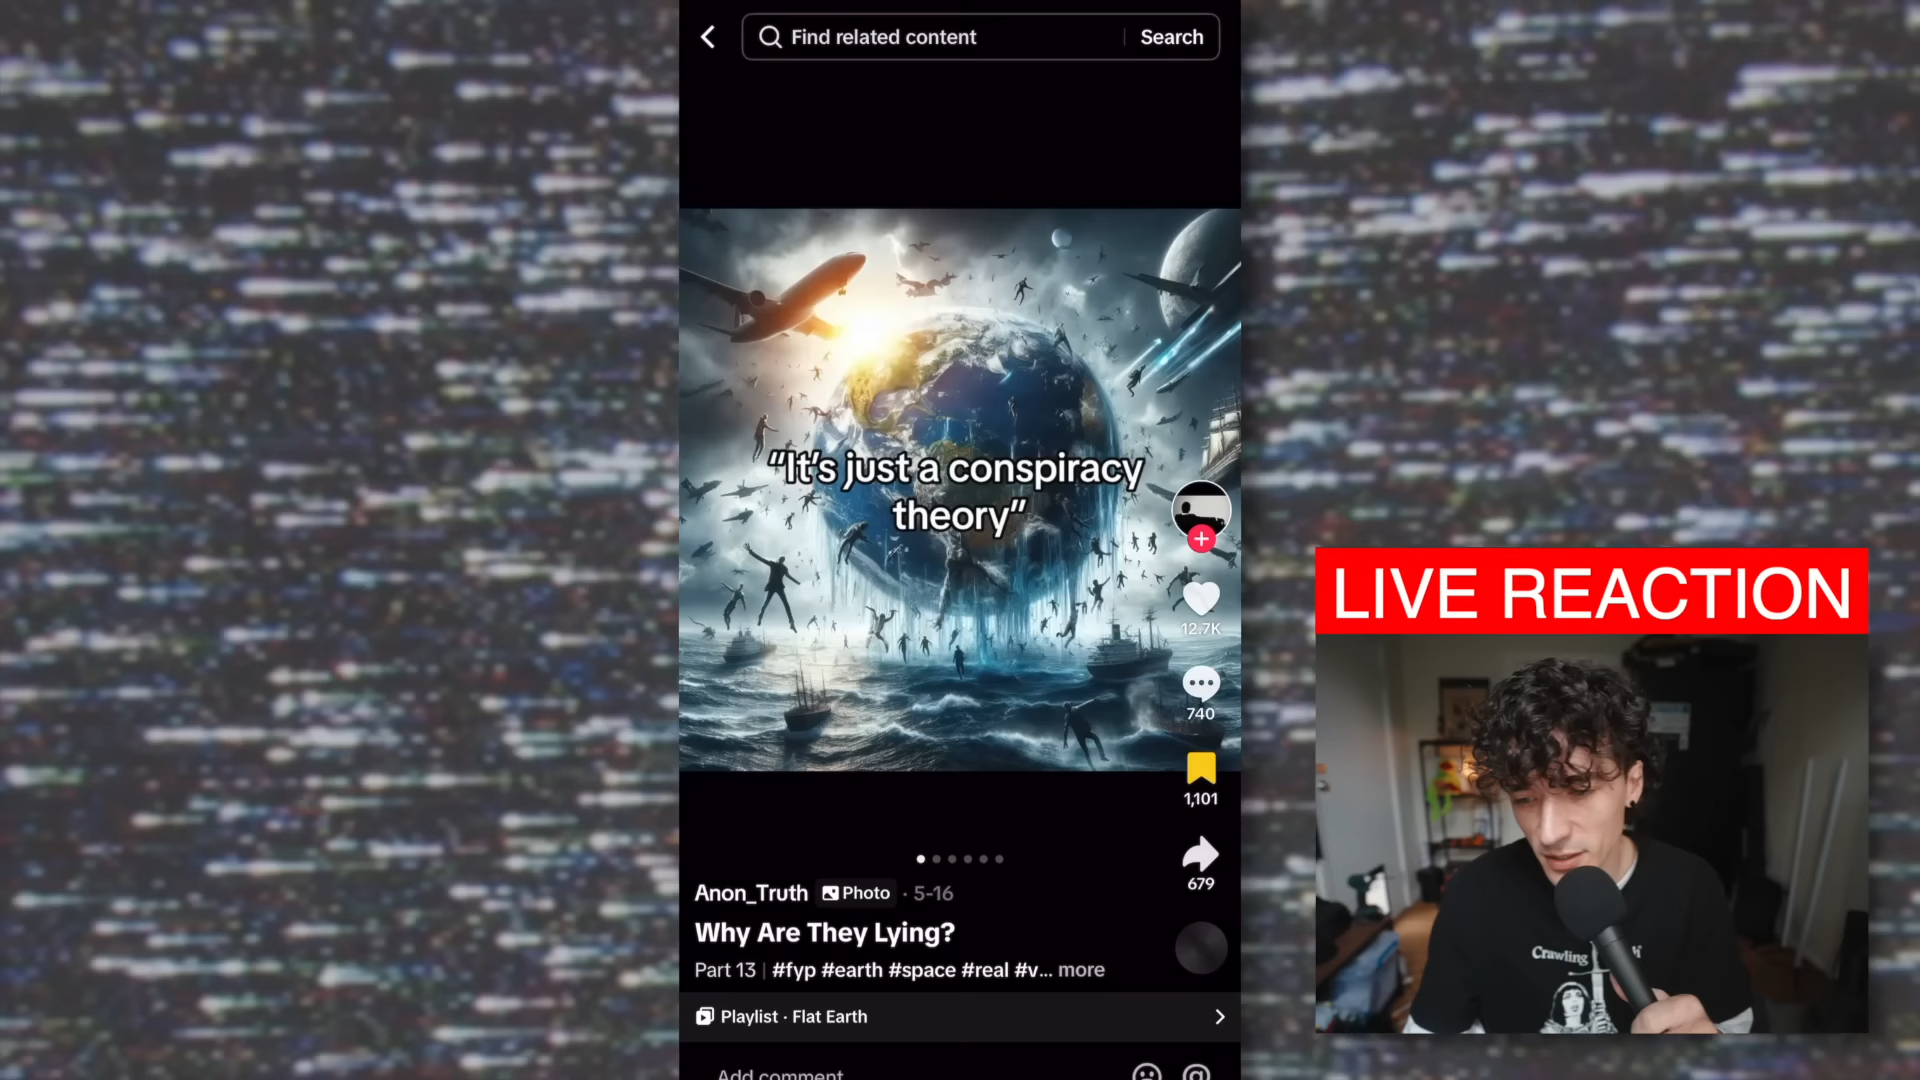 Find related content
Search
"It's just a conspiracy
theory"
12.7K
740
1,101
679
Anon_Truth Photo · 5-16
Why Are They Lying?
Part 13 | #fyp #earth #space #real #v... more
Playlist · Flat Earth
Add comment
LIVE REACTION
Crawling